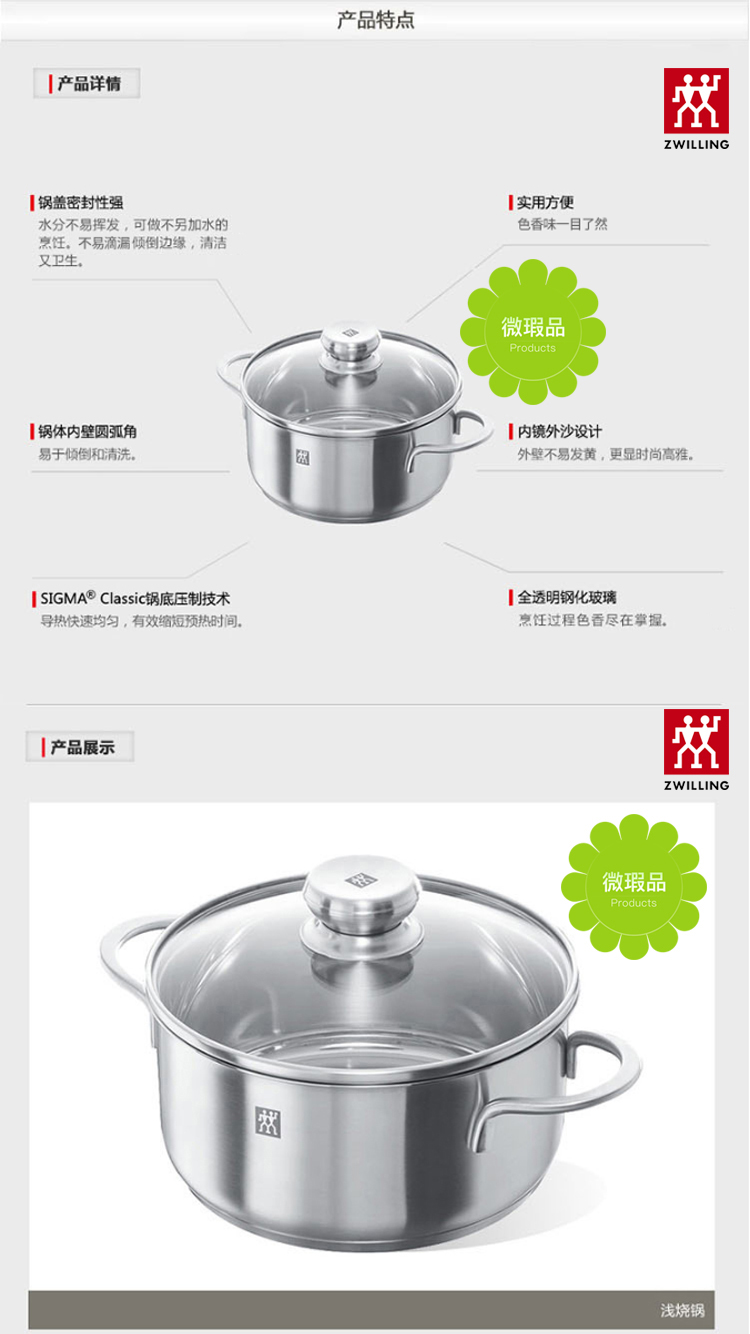 产品特点
产品详情
ZWILLING
锅盖密封性强
水分不易挥发，可做不另加水的
烹饪。不易滴漏倾倒边缘，清洁
又卫生。
实用方便
色香味一目了然
微瑕品
Products
锅体内壁圆弧角
易于倾倒和清洗。
内镜外沙设计
外壁不易发黄，更显时尚高雅。
SIGMA® Classic锅底压制技术
导热快速均匀，有效缩短预热时间。
全透明钢化玻璃
烹饪过程色香尽在掌握。
产品展示
ZWILLING
微瑕品
Products
浅烧锅